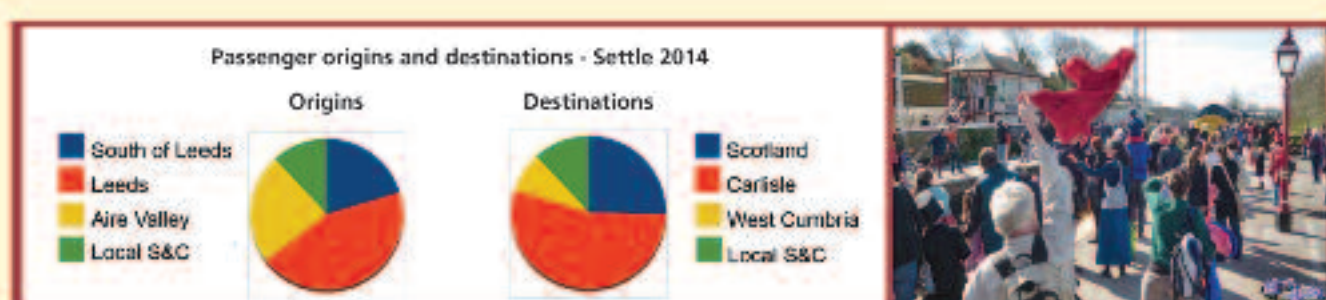 Passenger origins and destinations - Settle 2014
Origins
South of Leeds
Leeds
Aire Valley
Local S&C
Destinations
Scotland
Carlisle
West Cumbria
Local S&C